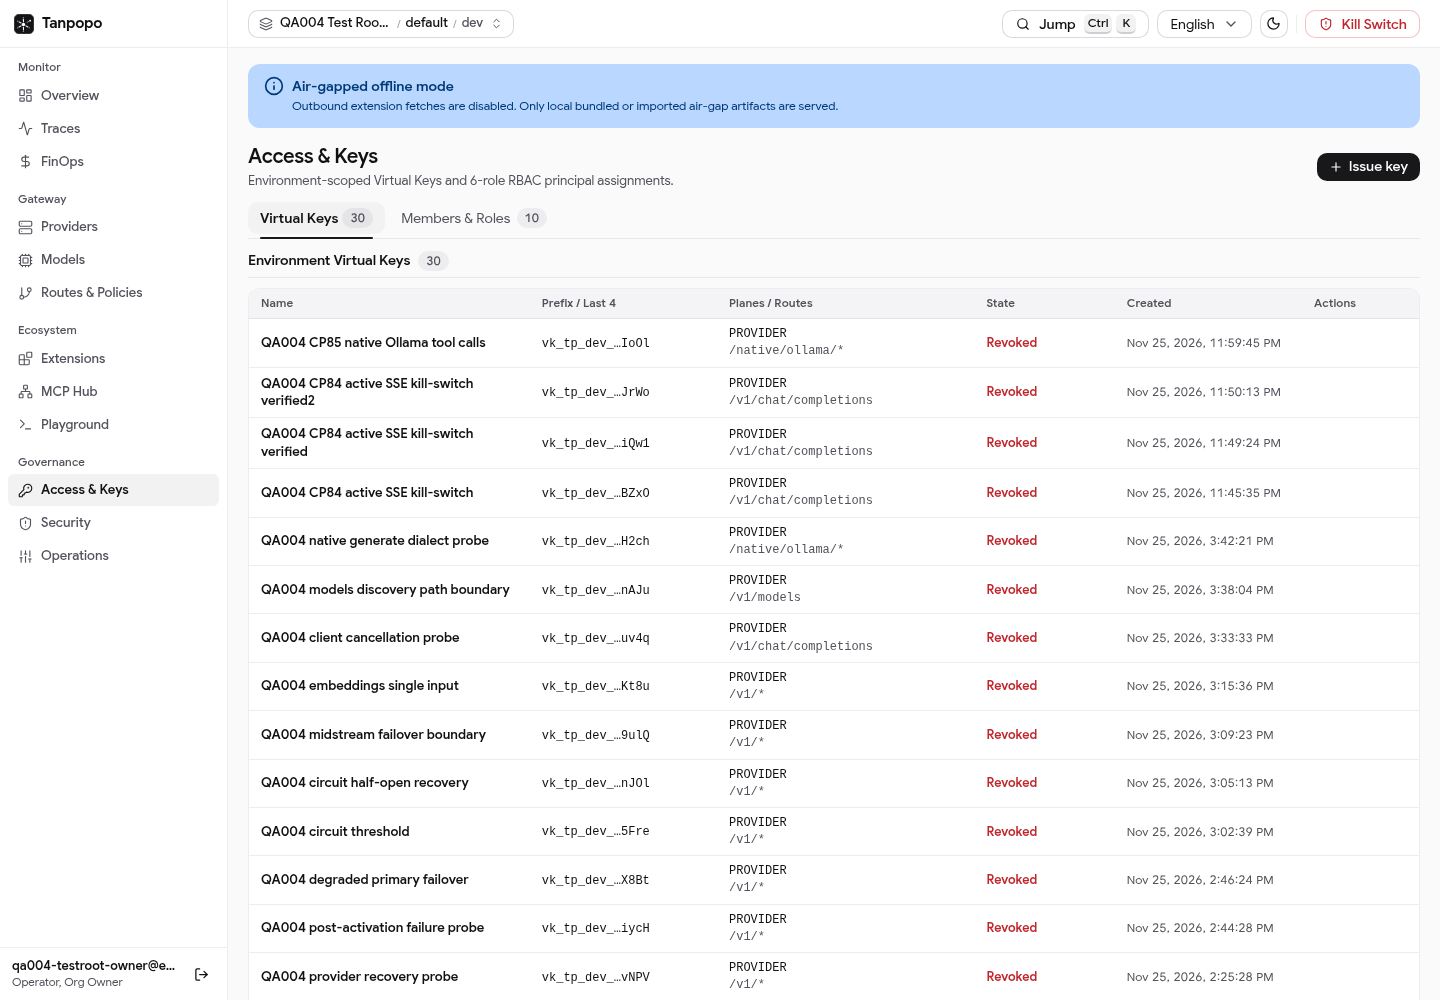 Tanpopo
QA004 Test Roo... / default / dev
Jump Ctrl K
English
Kill Switch
Monitor
Overview
Traces
FinOps
Gateway
Providers
Models
Routes & Policies
Ecosystem
Extensions
MCP Hub
Playground
Governance
Access & Keys
Security
Operations
qa004-testroot-owner@e...
Operator, Org Owner
Air-gapped offline mode
Outbound extension fetches are disabled. Only local bundled or imported air-gap artifacts are served.
Access & Keys
Environment-scoped Virtual Keys and 6-role RBAC principal assignments.
+ Issue key
Virtual Keys 30 Members & Roles 10
Environment Virtual Keys 30
Name Prefix / Last 4 Planes / Routes State Created Actions
QA004 CP85 native Ollama tool calls vk_tp_dev_…IoOl PROVIDER Revoked Nov 25, 2026, 11:59:45 PM
/native/ollama/*
QA004 CP84 active SSE kill-switch vk_tp_dev_…JrWo PROVIDER Revoked Nov 25, 2026, 11:50:13 PM
verified2 /v1/chat/completions
QA004 CP84 active SSE kill-switch vk_tp_dev_…iQw1 PROVIDER Revoked Nov 25, 2026, 11:49:24 PM
verified /v1/chat/completions
QA004 CP84 active SSE kill-switch vk_tp_dev_…BZxO PROVIDER Revoked Nov 25, 2026, 11:45:35 PM
/v1/chat/completions
QA004 native generate dialect probe vk_tp_dev_…H2ch PROVIDER Revoked Nov 25, 2026, 3:42:21 PM
/native/ollama/*
QA004 models discovery path boundary vk_tp_dev_…nAJu PROVIDER Revoked Nov 25, 2026, 3:38:04 PM
/v1/models
QA004 client cancellation probe vk_tp_dev_…uv4q PROVIDER Revoked Nov 25, 2026, 3:33:33 PM
/v1/chat/completions
QA004 embeddings single input vk_tp_dev_…Kt8u PROVIDER Revoked Nov 25, 2026, 3:15:36 PM
/v1/*
QA004 midstream failover boundary vk_tp_dev_…9ulQ PROVIDER Revoked Nov 25, 2026, 3:09:23 PM
/v1/*
QA004 circuit half-open recovery vk_tp_dev_…nJOl PROVIDER Revoked Nov 25, 2026, 3:05:13 PM
/v1/*
QA004 circuit threshold vk_tp_dev_…5Fre PROVIDER Revoked Nov 25, 2026, 3:02:39 PM
/v1/*
QA004 degraded primary failover vk_tp_dev_…X8Bt PROVIDER Revoked Nov 25, 2026, 2:46:24 PM
/v1/*
QA004 post-activation failure probe vk_tp_dev_…iycH PROVIDER Revoked Nov 25, 2026, 2:44:28 PM
/v1/*
QA004 provider recovery probe vk_tp_dev_…vNPV PROVIDER Revoked Nov 25, 2026, 2:25:28 PM
/v1/*